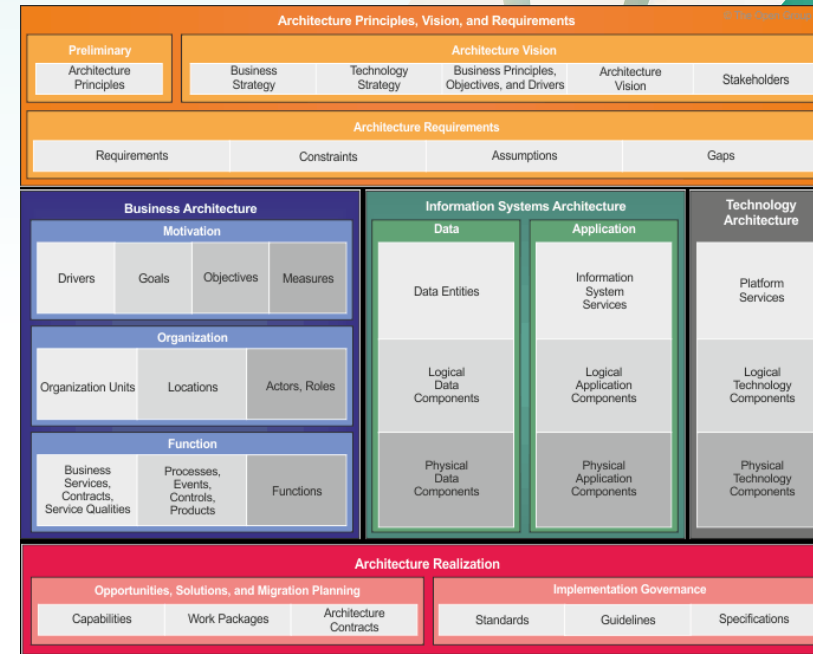 Architecture Principles, Vision, and Requirements
© The Open Group
Preliminary
Architecture
Principles
Architecture Vision
Business
Strategy
Technology
Strategy
Business Principles,
Objectives, and Drivers
Architecture
Vision
Stakeholders
Architecture Requirements
Requirements
Constraints
Assumptions
Gaps
Business Architecture
Motivation
Drivers
Goals
Objectives
Measures
Organization
Organization Units
Locations
Actors, Roles
Function
Business
Services,
Contracts,
Service Qualities
Processes,
Events,
Controls,
Products
Functions
Information Systems Architecture
Data
Data Entities
Logical
Data
Components
Physical
Data
Components
Application
Information
System
Services
Logical
Application
Components
Physical
Application
Components
Technology
Architecture
Platform
Services
Logical
Technology
Components
Physical
Technology
Components
Architecture Realization
Opportunities, Solutions, and Migration Planning
Capabilities
Work Packages
Architecture
Contracts
Implementation Governance
Standards
Guidelines
Specifications